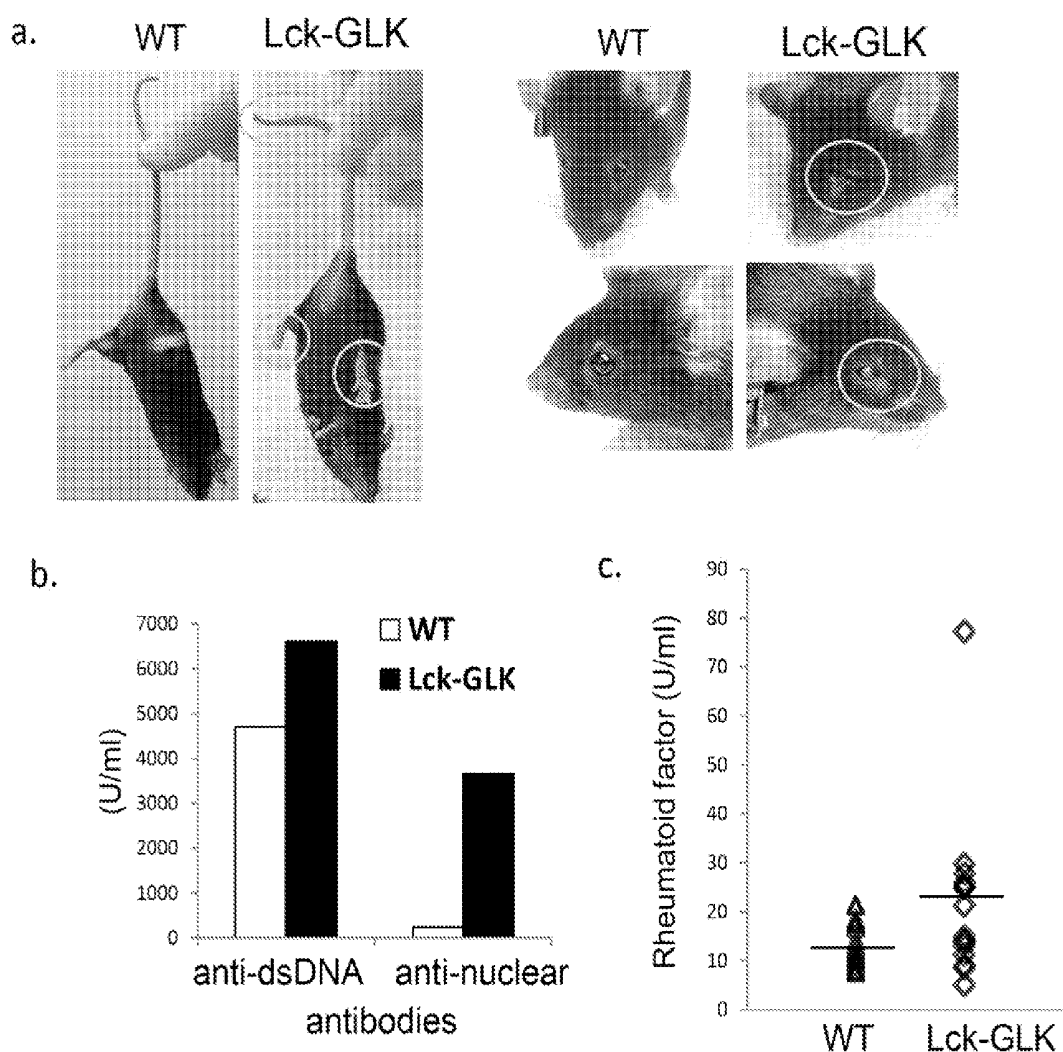 a.
WT
Lck-GLK
WT
Lck-GLK
b.
(U/ml)
7000
6000
5000
4000
3000
2000
1000
0
WT
Lck-GLK
anti-dsDNA
anti-nuclear
antibodies
c.
Rheumatoid factor (U/ml)
90
80
70
60
50
40
30
20
10
0
WT
Lck-GLK